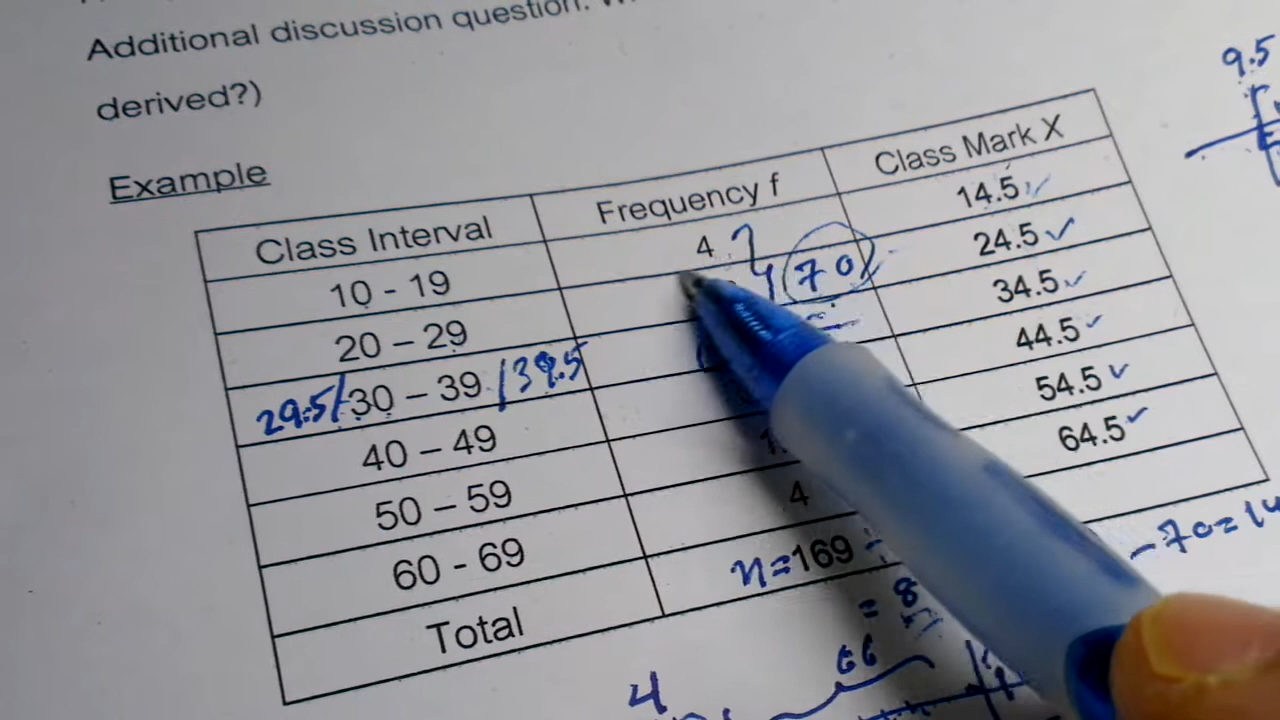 Additional discussion question.
derived?)
Example
Class Interval Frequency f Class Mark X
10 - 19 4 14.5
20 – 29 70 24.5
29.5/ 30 – 39 /39.5 34.5
40 – 49 44.5
50 – 59 4 54.5
60 - 69 n=169 64.5
Total
= 8
-70=14
9.5
4
66